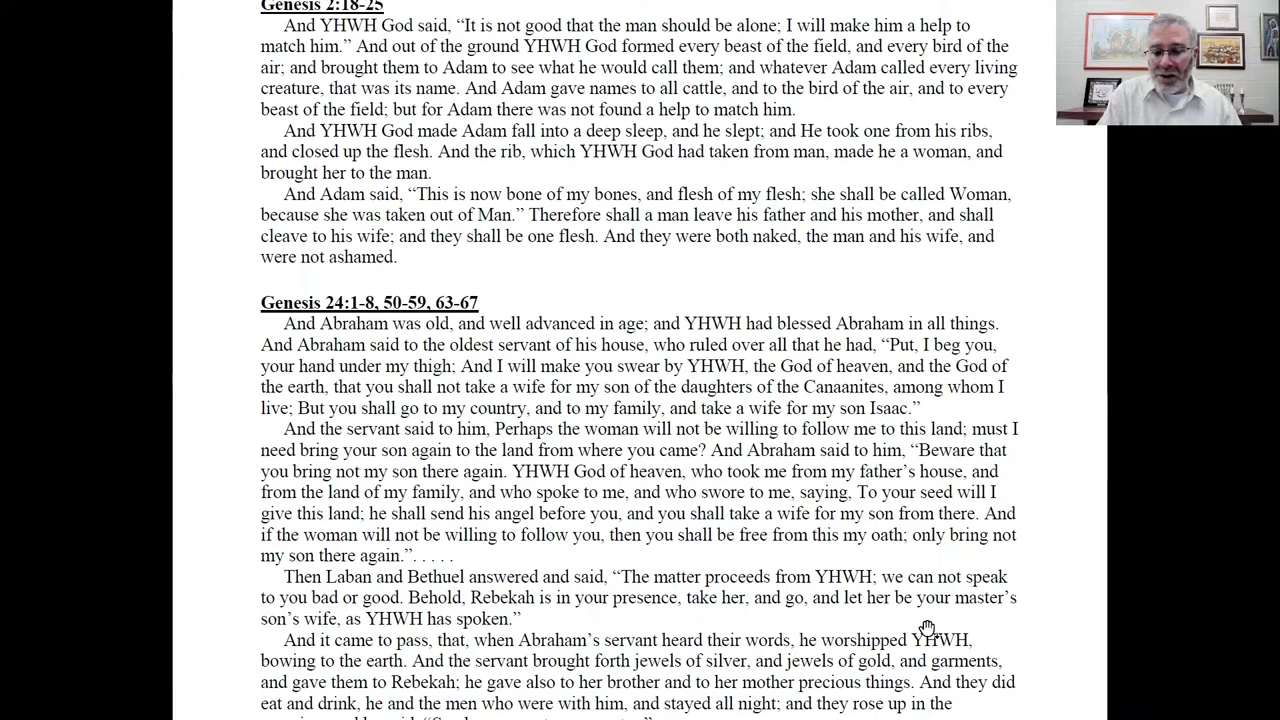 Genesis 2:18-25
And YHWH God said, “It is not good that the man should be alone; I will make him a help to
match him.” And out of the ground YHWH God formed every beast of the field, and every bird of the
air; and brought them to Adam to see what he would call them; and whatever Adam called every living
creature, that was its name. And Adam gave names to all cattle, and to the bird of the air, and to every
beast of the field; but for Adam there was not found a help to match him.
And YHWH God made Adam fall into a deep sleep, and he slept; and He took one from his ribs,
and closed up the flesh. And the rib, which YHWH God had taken from man, made he a woman, and
brought her to the man.
And Adam said, “This is now bone of my bones, and flesh of my flesh; she shall be called Woman,
because she was taken out of Man.” Therefore shall a man leave his father and his mother, and shall
cleave to his wife; and they shall be one flesh. And they were both naked, the man and his wife, and
were not ashamed.
Genesis 24:1-8, 50-59, 63-67
And Abraham was old, and well advanced in age; and YHWH had blessed Abraham in all things.
And Abraham said to the oldest servant of his house, who ruled over all that he had, “Put, I beg you,
your hand under my thigh; And I will make you swear by YHWH, the God of heaven, and the God of
the earth, that you shall not take a wife for my son of the daughters of the Canaanites, among whom I
live; But you shall go to my country, and to my family, and take a wife for my son Isaac.”
And the servant said to him, Perhaps the woman will not be willing to follow me to this land; must I
need bring your son again to the land from where you came? And Abraham said to him, “Beware that
you bring not my son there again. YHWH God of heaven, who took me from my father’s house, and
from the land of my family, and who spoke to me, and who swore to me, saying, To your seed will I
give this land; he shall send his angel before you, and you shall take a wife for my son from there. And
if the woman will not be willing to follow you, then you shall be free from this my oath; only bring not
my son there again.”. . . . .
Then Laban and Bethuel answered and said, “The matter proceeds from YHWH; we can not speak
to you bad or good. Behold, Rebekah is in your presence, take her, and go, and let her be your master’s
son’s wife, as YHWH has spoken.”
And it came to pass, that, when Abraham’s servant heard their words, he worshipped YHWH,
bowing to the earth. And the servant brought forth jewels of silver, and jewels of gold, and garments,
and gave them to Rebekah; he gave also to her brother and to her mother precious things. And they did
eat and drink, he and the men who were with him, and stayed all night; and they rose up in the